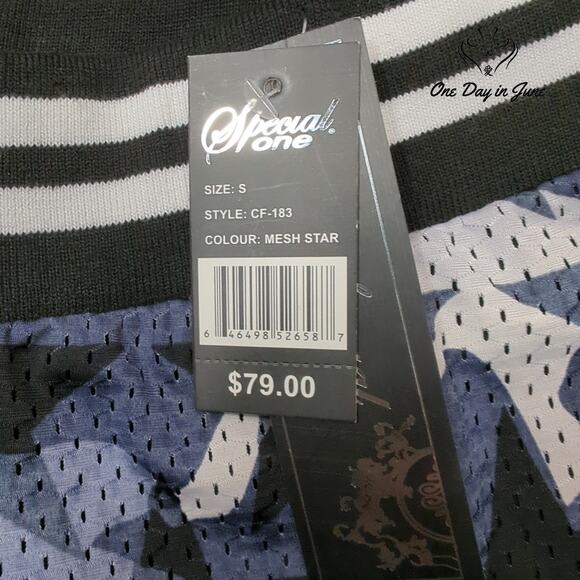 One Day in June
Special
one
SIZE: S
STYLE: CF-183
COLOUR: MESH STAR
6 46498 52658 7
$79.00